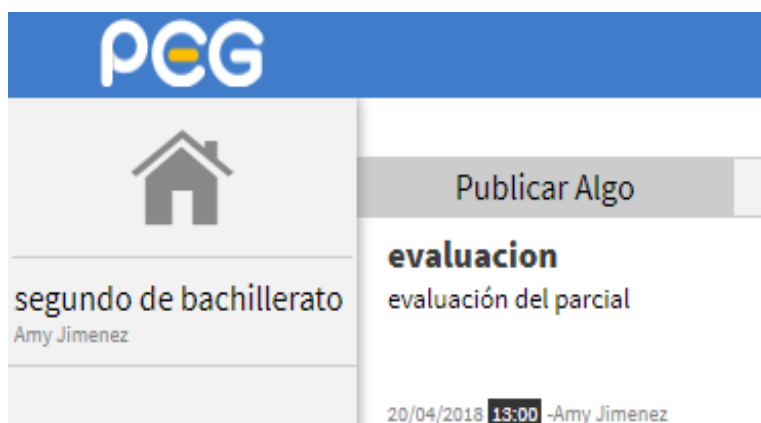 PEG
Publicar Algo
segundo de bachillerato
Amy Jimenez
evaluacion
evaluación del parcial
20/04/2018 13:00 -Amy Jimenez